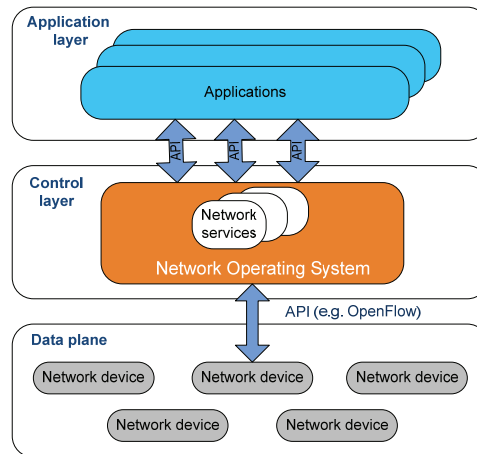 Application
layer
Applications
API
API
API
Control
layer
Network
services
Network Operating System
API (e.g. OpenFlow)
Data plane
Network device
Network device
Network device
Network device
Network device